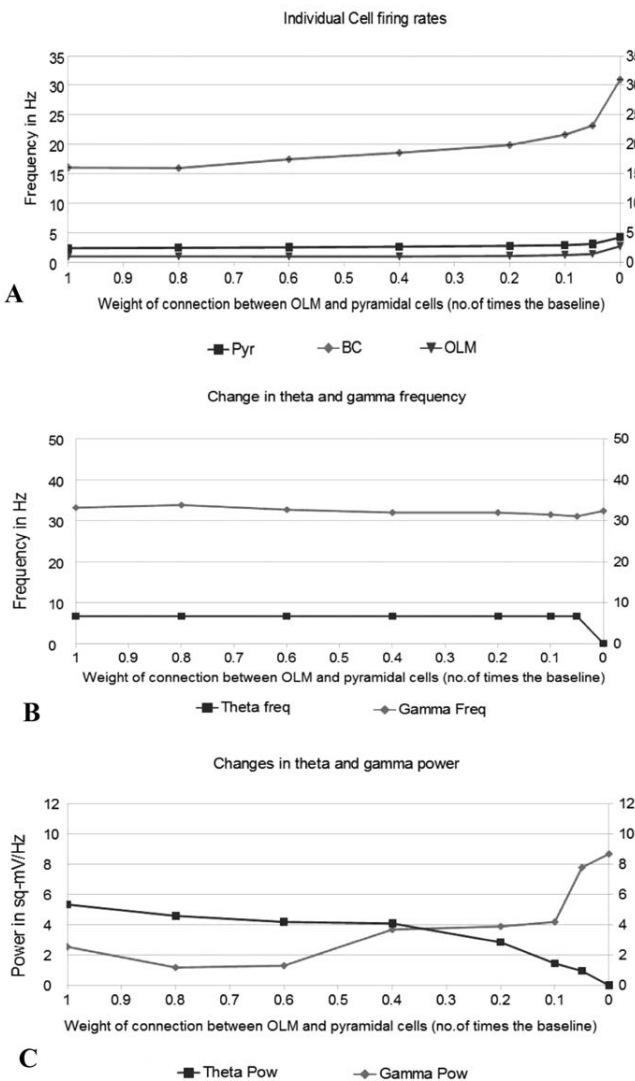 Individual Cell firing rates
35
30
25
20
15
10
5
0
Frequency in Hz
35
30
25
20
15
10
5
0
1 0.9 0.8 0.7 0.6 0.5 0.4 0.3 0.2 0.1 0
Weight of connection between OLM and pyramidal cells (no.of times the baseline)
A
Pyr BC OLM
Change in theta and gamma frequency
50
40
30
20
10
0
Frequency in Hz
50
40
30
20
10
0
1 0.9 0.8 0.7 0.6 0.5 0.4 0.3 0.2 0.1 0
Weight of connection between OLM and pyramidal cells (no.of times the baseline)
B
Theta freq Gamma Freq
Changes in theta and gamma power
12
10
8
6
4
2
0
Power in sq-mV/Hz
12
10
8
6
4
2
0
1 0.9 0.8 0.7 0.6 0.5 0.4 0.3 0.2 0.1 0
Weight of connection between OLM and pyramidal cells (no.of times the baseline)
C
Theta Pow Gamma Pow